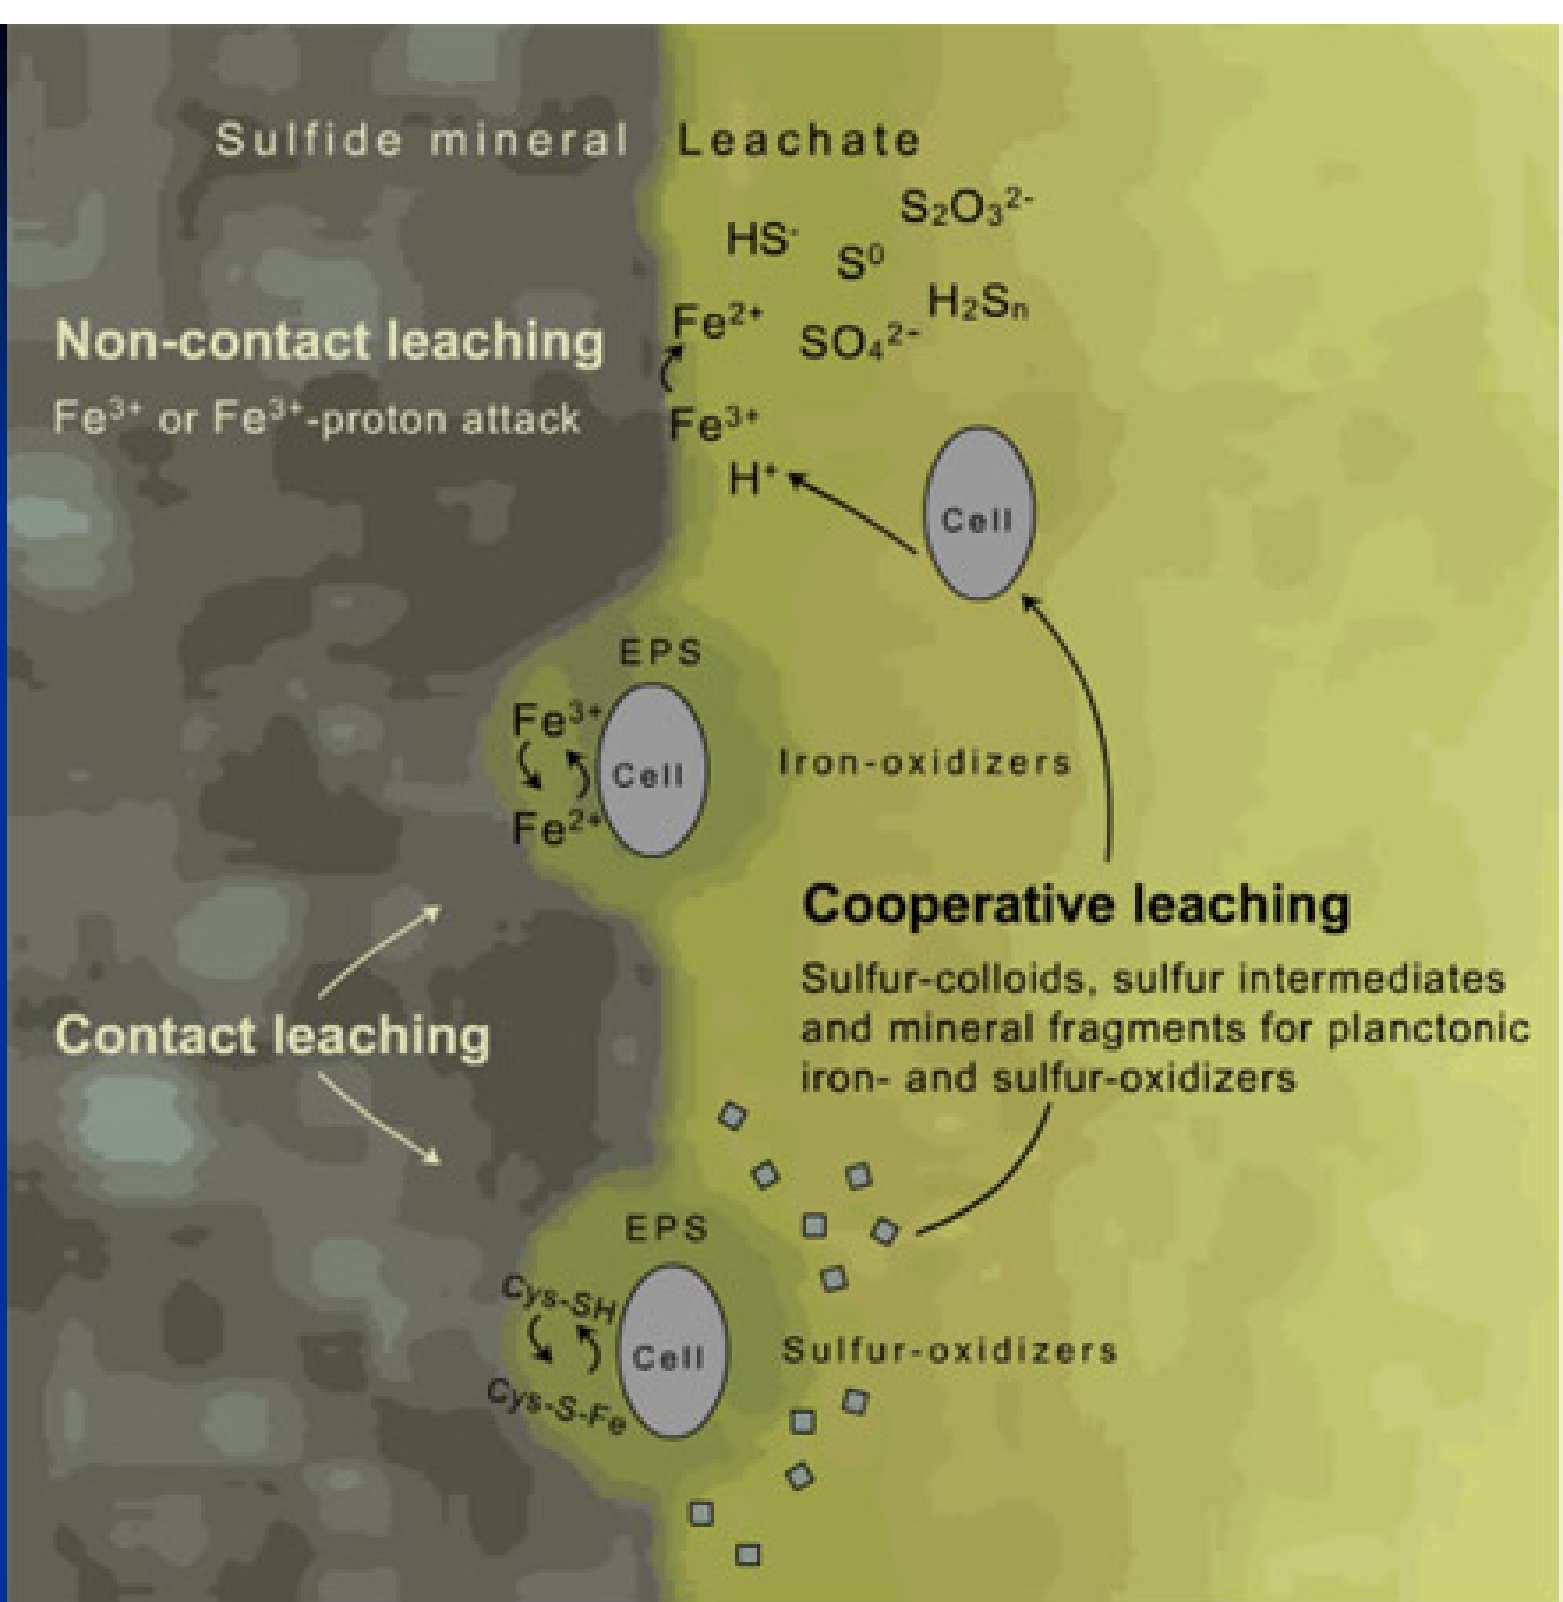 Sulfide mineral
Leachate
S₂O₃²⁻
HS⁻
S⁰
H₂Sₙ
Fe²⁺
SO₄²⁻
Non-contact leaching
Fe³⁺ or Fe³⁺-proton attack
Fe³⁺
H⁺
Cell
EPS
Fe³⁺
Cell
Fe²⁺
Iron-oxidizers
Cooperative leaching
Sulfur-colloids, sulfur intermediates
and mineral fragments for planctonic
iron- and sulfur-oxidizers
Contact leaching
EPS
Cys-SH
Cell
Cys-S-Fe
Sulfur-oxidizers